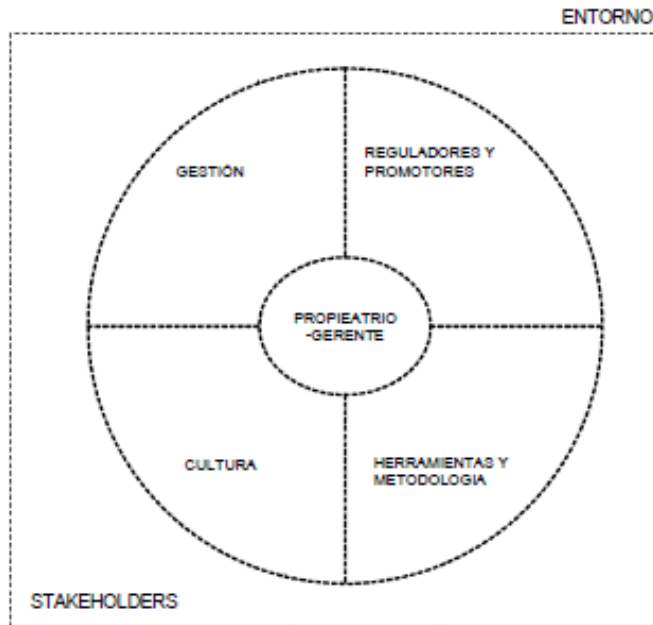 ENTORNO
GESTIÓN
REGULADORES Y
PROMOTORES
PROPIEATRIO
-GERENTE
CULTURA
HERRAMIENTAS Y
METODOLOGIA
STAKEHOLDERS